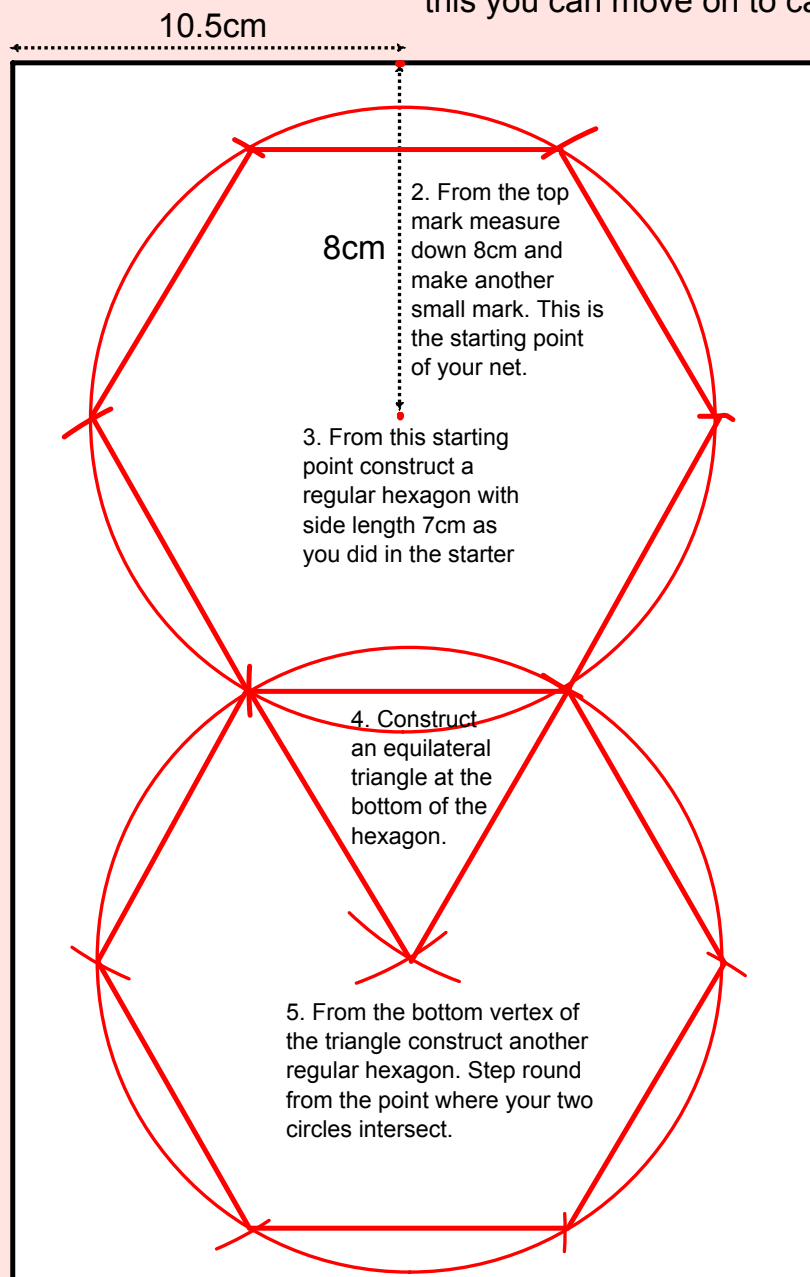 this you can move on to ca
10.5cm
2. From the top
mark measure
8cm
down 8cm and
make another
small mark. This is
the starting point
of your net.
3. From this starting
point construct a
regular hexagon with
side length 7cm as
you did in the starter
4. Construct
an equilateral
triangle at the
bottom of the
hexagon.
5. From the bottom vertex of
the triangle construct another
regular hexagon. Step round
from the point where your two
circles intersect.